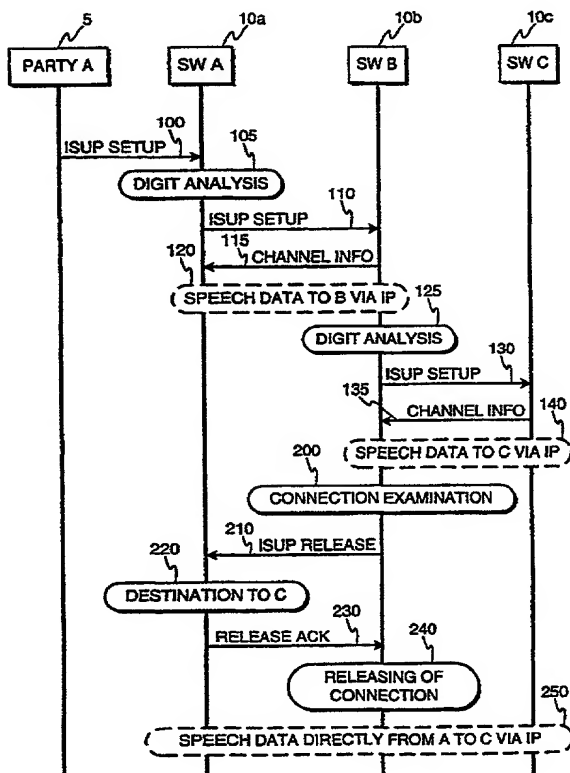 5
10a
10b
10c
PARTY A
SW A
SW B
SW C
100
ISUP SETUP
105
DIGIT ANALYSIS
110
ISUP SETUP
115
CHANNEL INFO
120
SPEECH DATA TO B VIA IP
125
DIGIT ANALYSIS
130
ISUP SETUP
135
CHANNEL INFO
140
SPEECH DATA TO C VIA IP
200
CONNECTION EXAMINATION
210
ISUP RELEASE
220
DESTINATION TO C
230
RELEASE ACK
240
RELEASING OF
CONNECTION
250
SPEECH DATA DIRECTLY FROM A TO C VIA IP